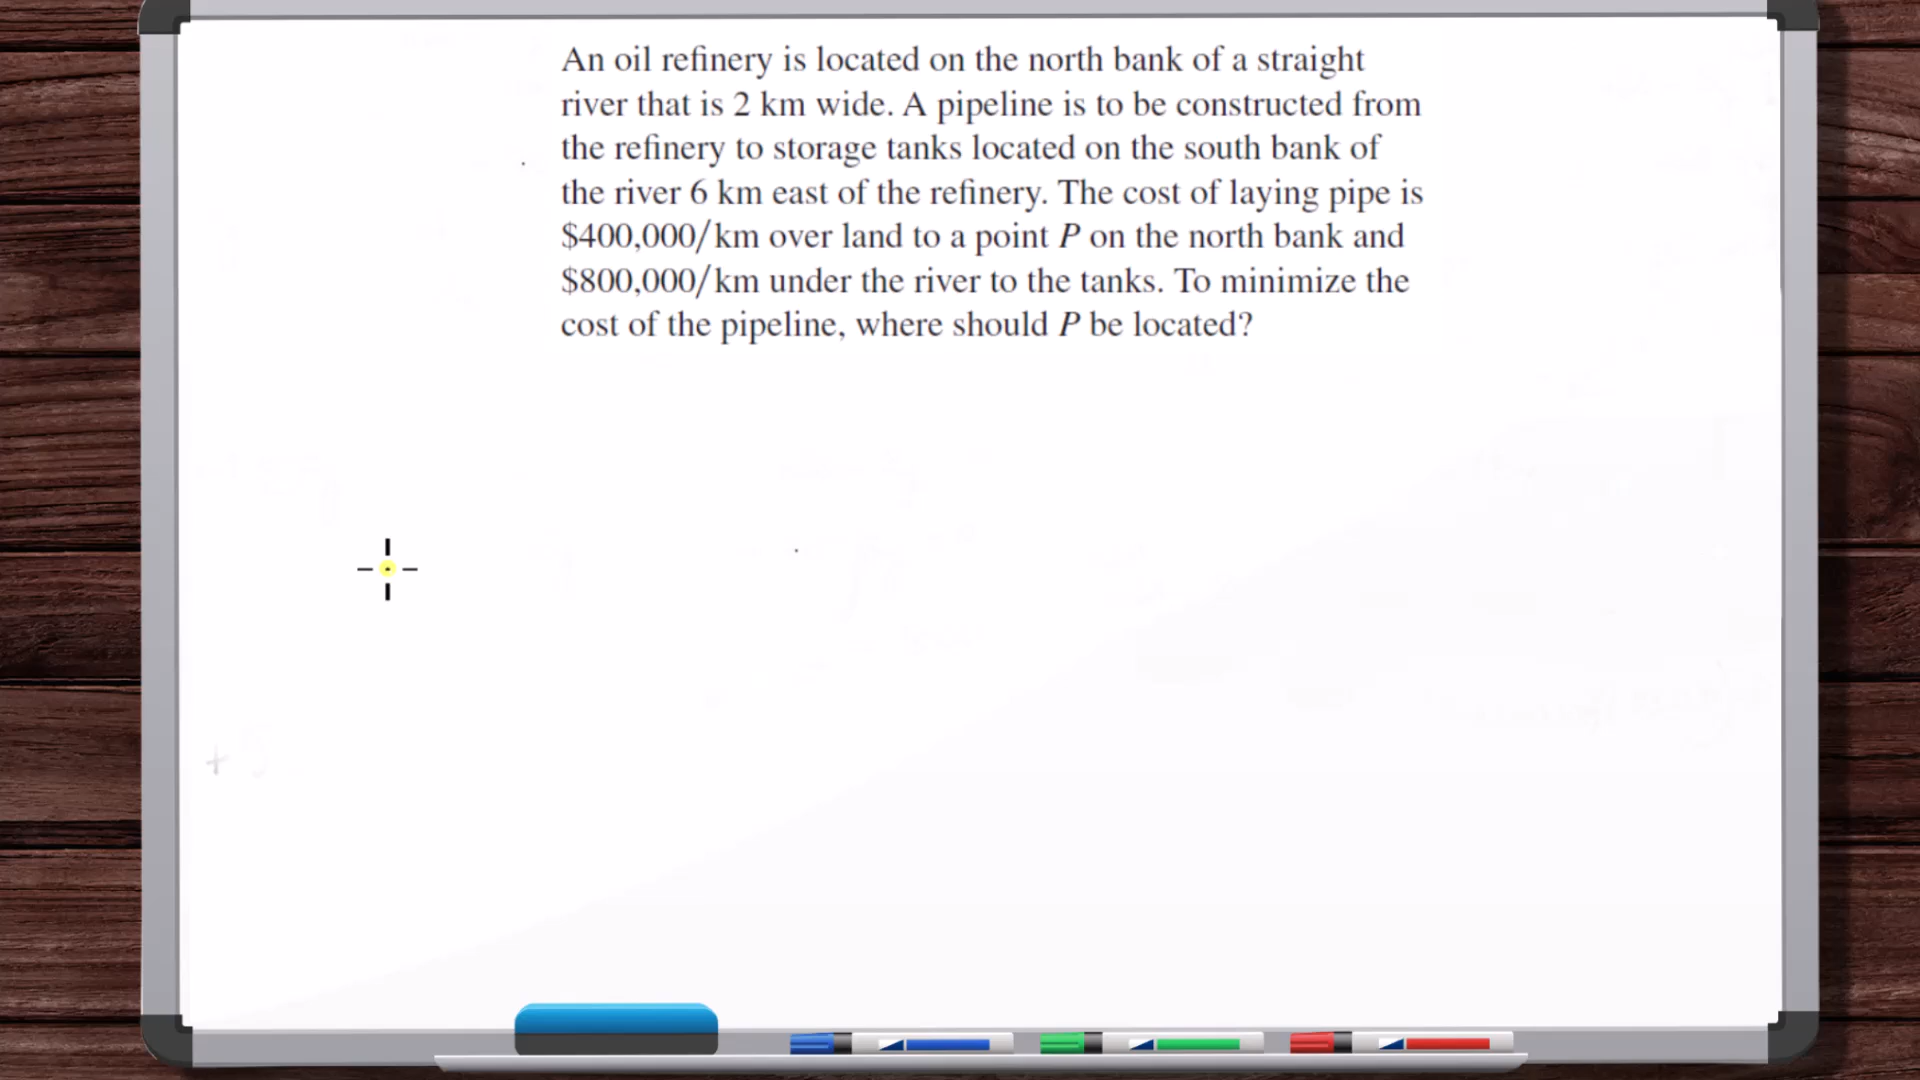 An oil refinery is located on the north bank of a straight
river that is 2 km wide. A pipeline is to be constructed from
the refinery to storage tanks located on the south bank of
the river 6 km east of the refinery. The cost of laying pipe is
$400,000/km over land to a point P on the north bank and
$800,000/km under the river to the tanks. To minimize the
cost of the pipeline, where should P be located?